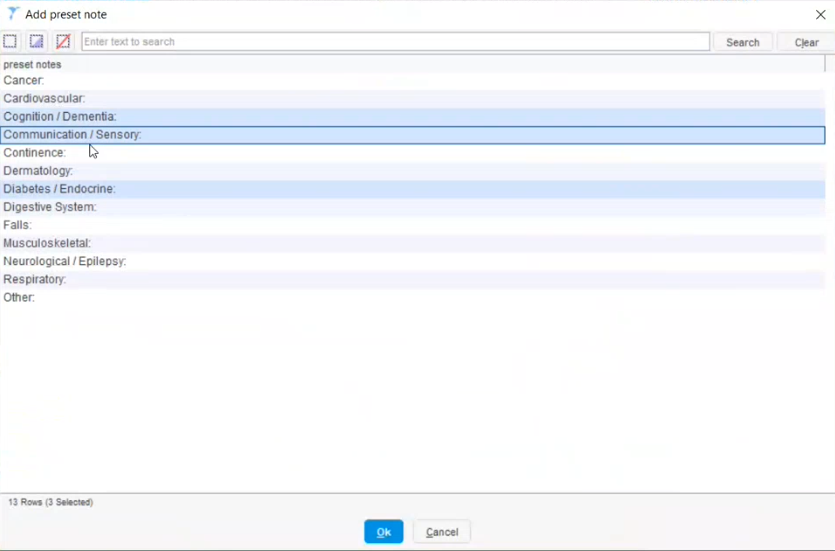 Add preset note
Enter text to search
Search
Clear
preset notes
Cancer:
Cardiovascular:
Cognition / Dementia:
Communication / Sensory:
Continence:
Dermatology:
Diabetes / Endocrine:
Digestive System:
Falls:
Musculoskeletal:
Neurological / Epilepsy:
Respiratory:
Other:
13 Rows (3 Selected)
Ok
Cancel